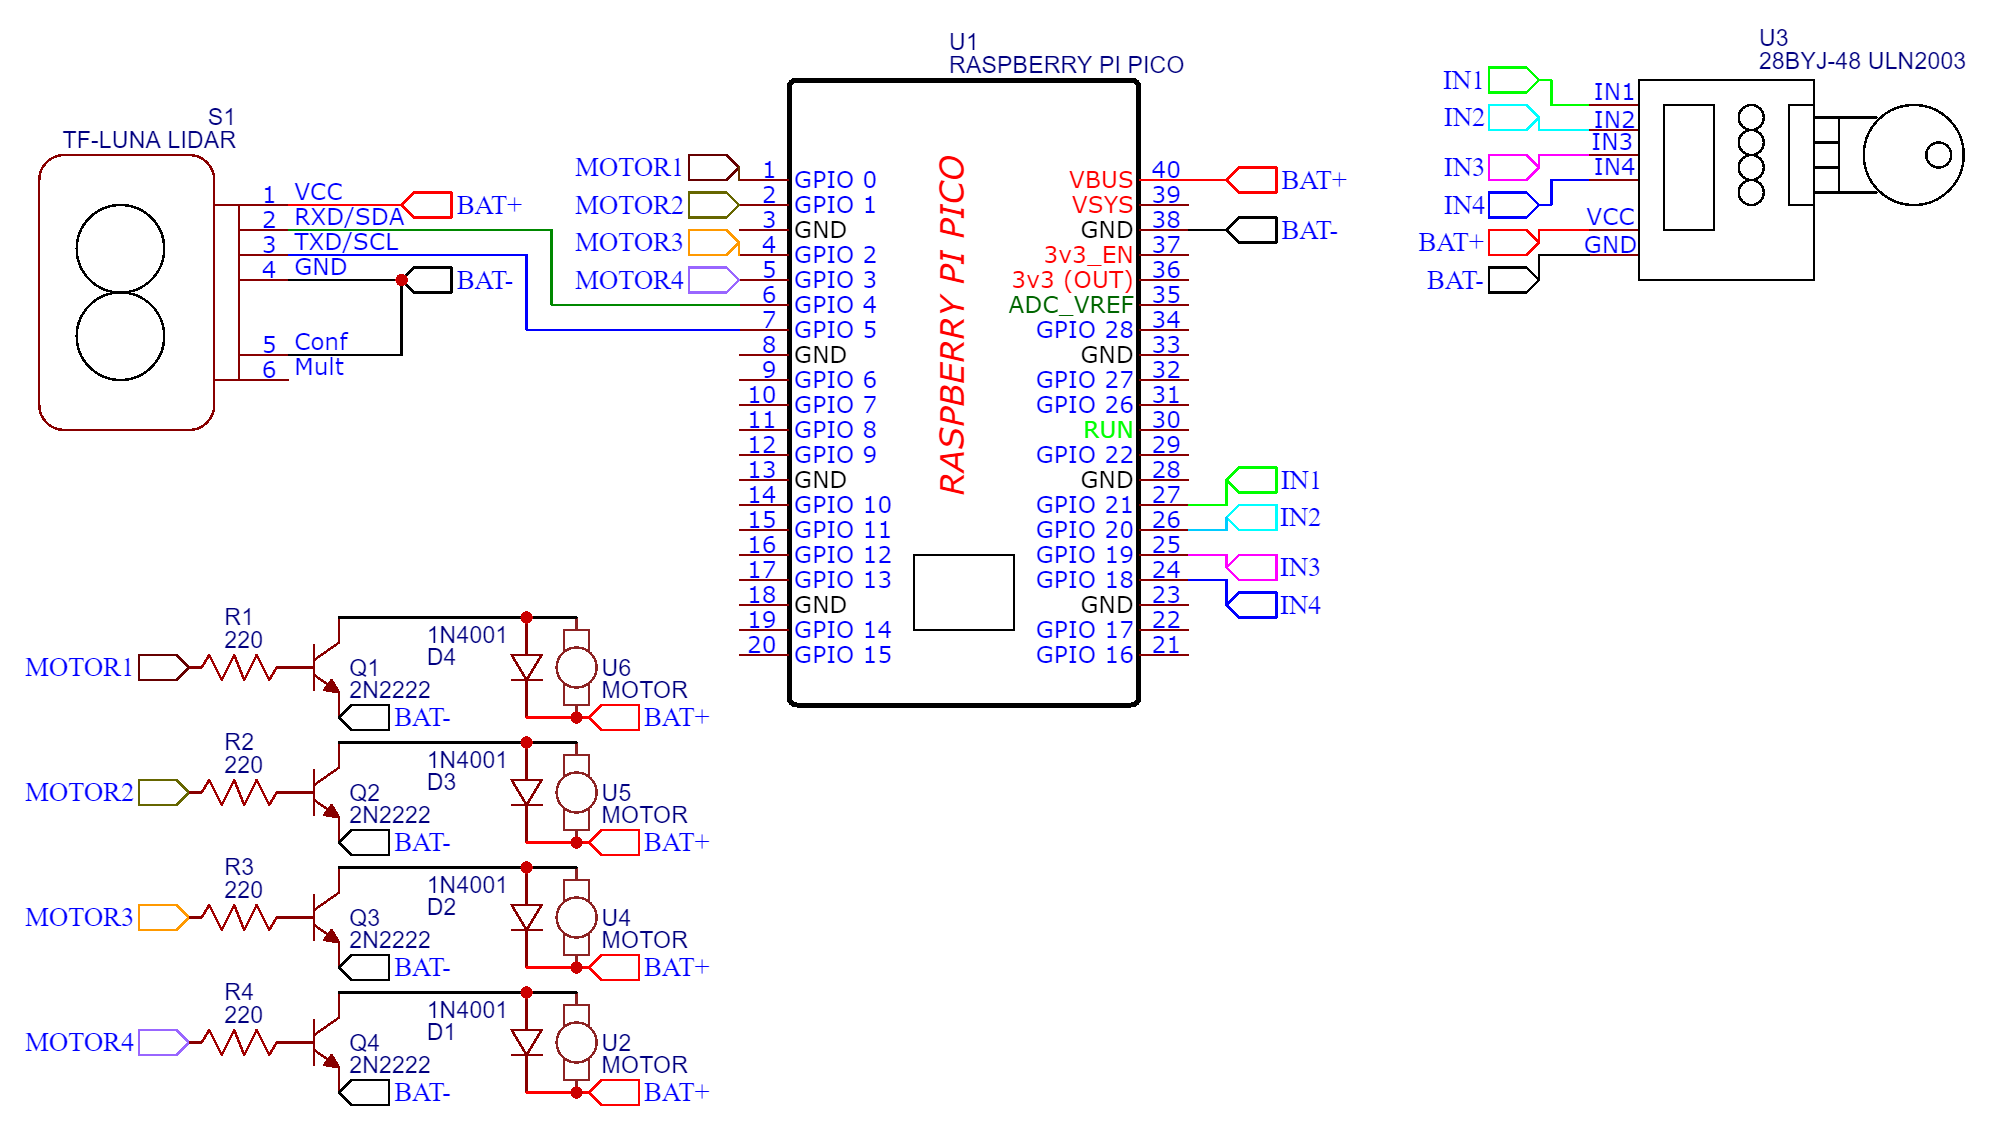 S1
TF-LUNA LIDAR
1 VCC
BAT+
2 RXD/SDA
3 TXD/SCL
4 GND
BAT-
5 Conf
6 Mult
U1
RASPBERRY PI PICO
RASPBERRY PI PICO
MOTOR1
MOTOR2
MOTOR3
MOTOR4
1 GPIO 0
2 GPIO 1
3 GND
4 GPIO 2
5 GPIO 3
6 GPIO 4
7 GPIO 5
8 GND
9 GPIO 6
10 GPIO 7
11 GPIO 8
12 GPIO 9
13 GND
14 GPIO 10
15 GPIO 11
16 GPIO 12
17 GPIO 13
18 GND
19 GPIO 14
20 GPIO 15
VBUS 40
VSYS 39
GND 38
3v3_EN 37
3v3 (OUT) 36
ADC_VREF 35
GPIO 28 34
GND 33
GPIO 27 32
GPIO 26 31
RUN 30
GPIO 22 29
GND 28
GPIO 21 27
GPIO 20 26
GPIO 19 25
GPIO 18 24
GND 23
GPIO 17 22
GPIO 16 21
BAT+
BAT-
IN1
IN2
IN3
IN4
U3
28BYJ-48 ULN2003
IN1
IN2
IN3
IN4
BAT+
BAT-
IN1
IN2
IN3
IN4
VCC
GND
MOTOR1
R1
220
Q1
2N2222
BAT-
1N4001
D4
U6
MOTOR
BAT+
MOTOR2
R2
220
Q2
2N2222
BAT-
1N4001
D3
U5
MOTOR
BAT+
MOTOR3
R3
220
Q3
2N2222
BAT-
1N4001
D2
U4
MOTOR
BAT+
MOTOR4
R4
220
Q4
2N2222
BAT-
1N4001
D1
U2
MOTOR
BAT+